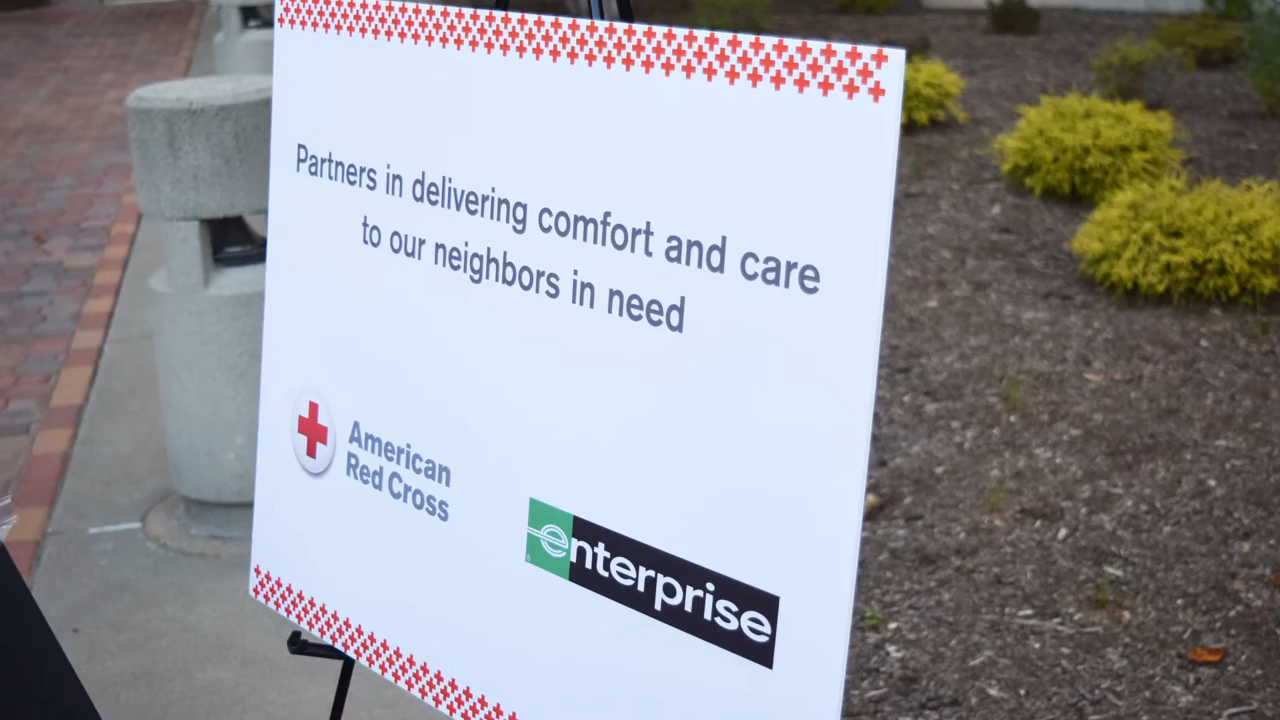 Partners in delivering comfort and care
to our neighbors in need
American
Red Cross
enterprise